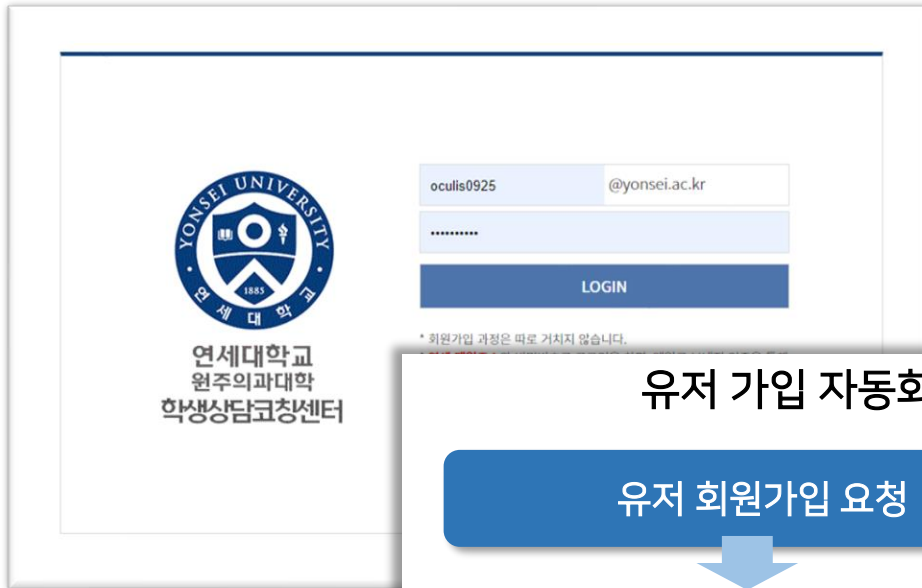 YONSEI UNIVERSITY
1885
연세대학교
연세대학교
원주의과대학
학생상담코칭센터
oculis0925 @yonsei.ac.kr
••••••••••
LOGIN
* 회원가입 과정은 따로 거치지 않습니다.
유저 가입 자동화
유저 회원가입 요청